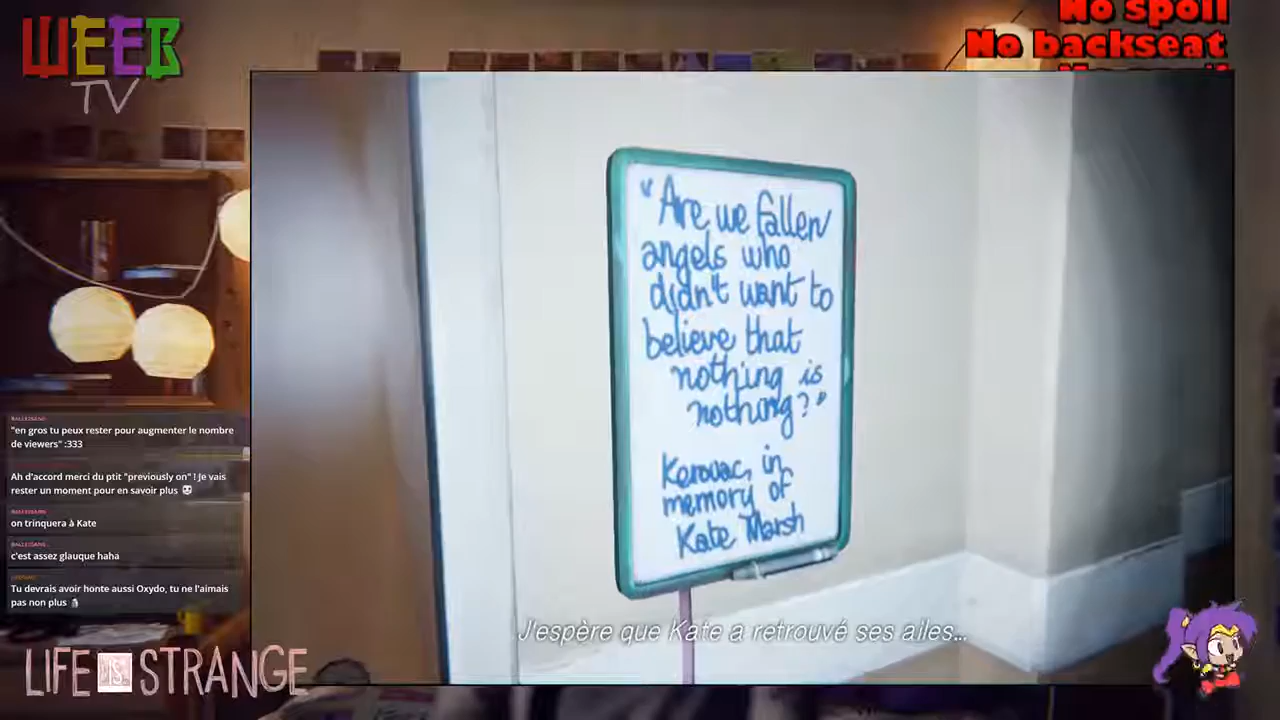 WEEB
TV
No spoil
No backseat
"Are we fallen
angels who
didn't want to
believe that
nothing is
nothing?"
Kerouac, in
memory of
Kate Marsh
J'espère que Kate a retrouvé ses ailes...
"en gros tu peux rester pour augmenter le nombre
de viewers" :333
Ah d'accord merci du ptit "previously on" ! Je vais
rester un moment pour en savoir plus
on trinquera à Kate
c'est assez glauque haha
Tu devrais avoir honte aussi Oxydo, tu ne l'aimais
pas non plus
LIFE IS STRANGE